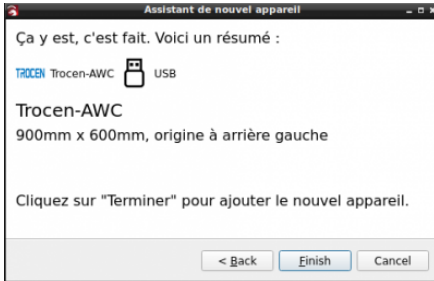 Assistant de nouvel appareil
Ça y est, c'est fait. Voici un résumé :
TROCEN Trocen-AWC USB
Trocen-AWC
900mm x 600mm, origine à arrière gauche
Cliquez sur "Terminer" pour ajouter le nouvel appareil.
< Back Finish Cancel